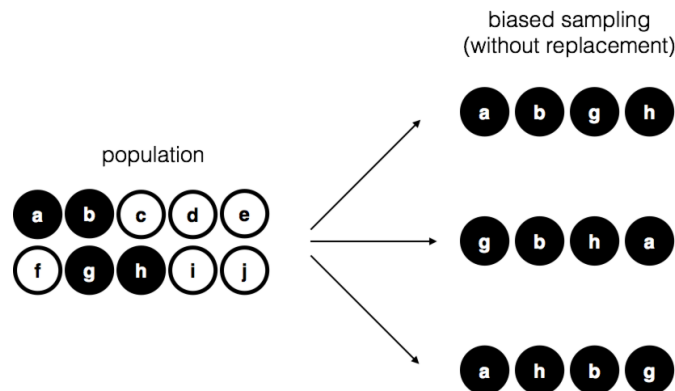 biased sampling
(without replacement)
a b g h
population
a b c d e
g b h a
f g h i j
a h b g